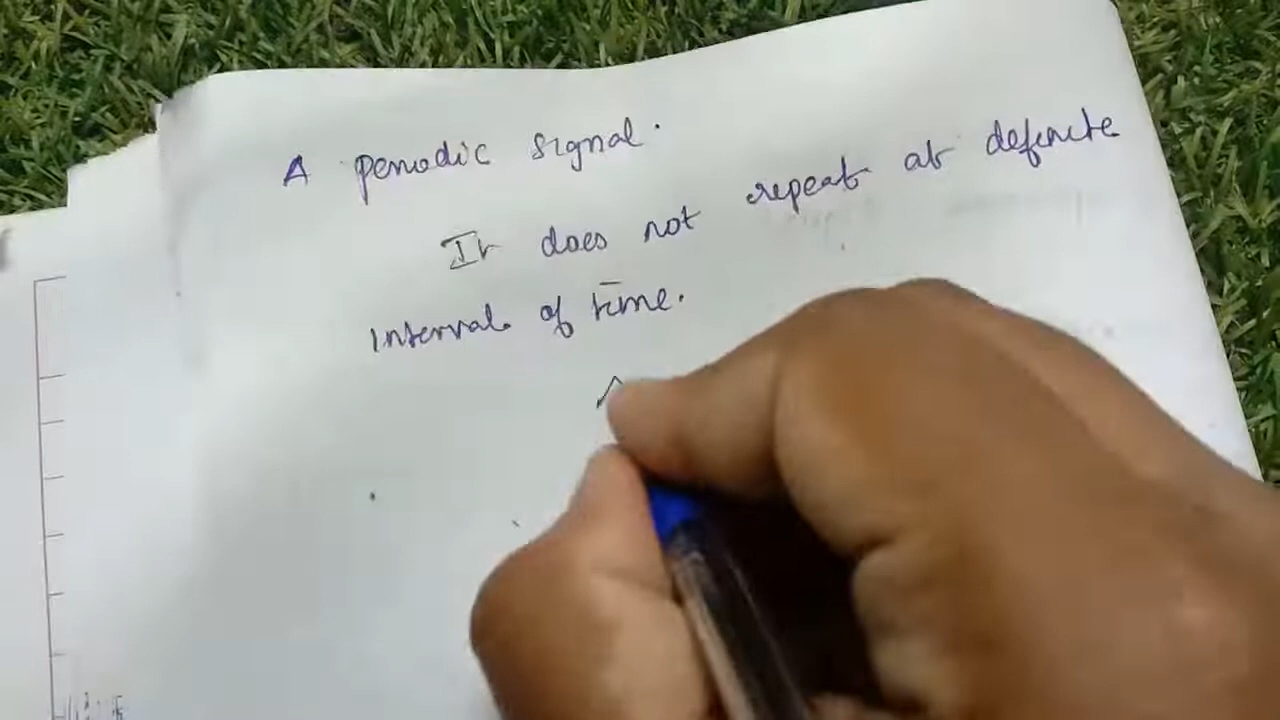 A periodic signal.
It does not repeat at definite
interval of time.